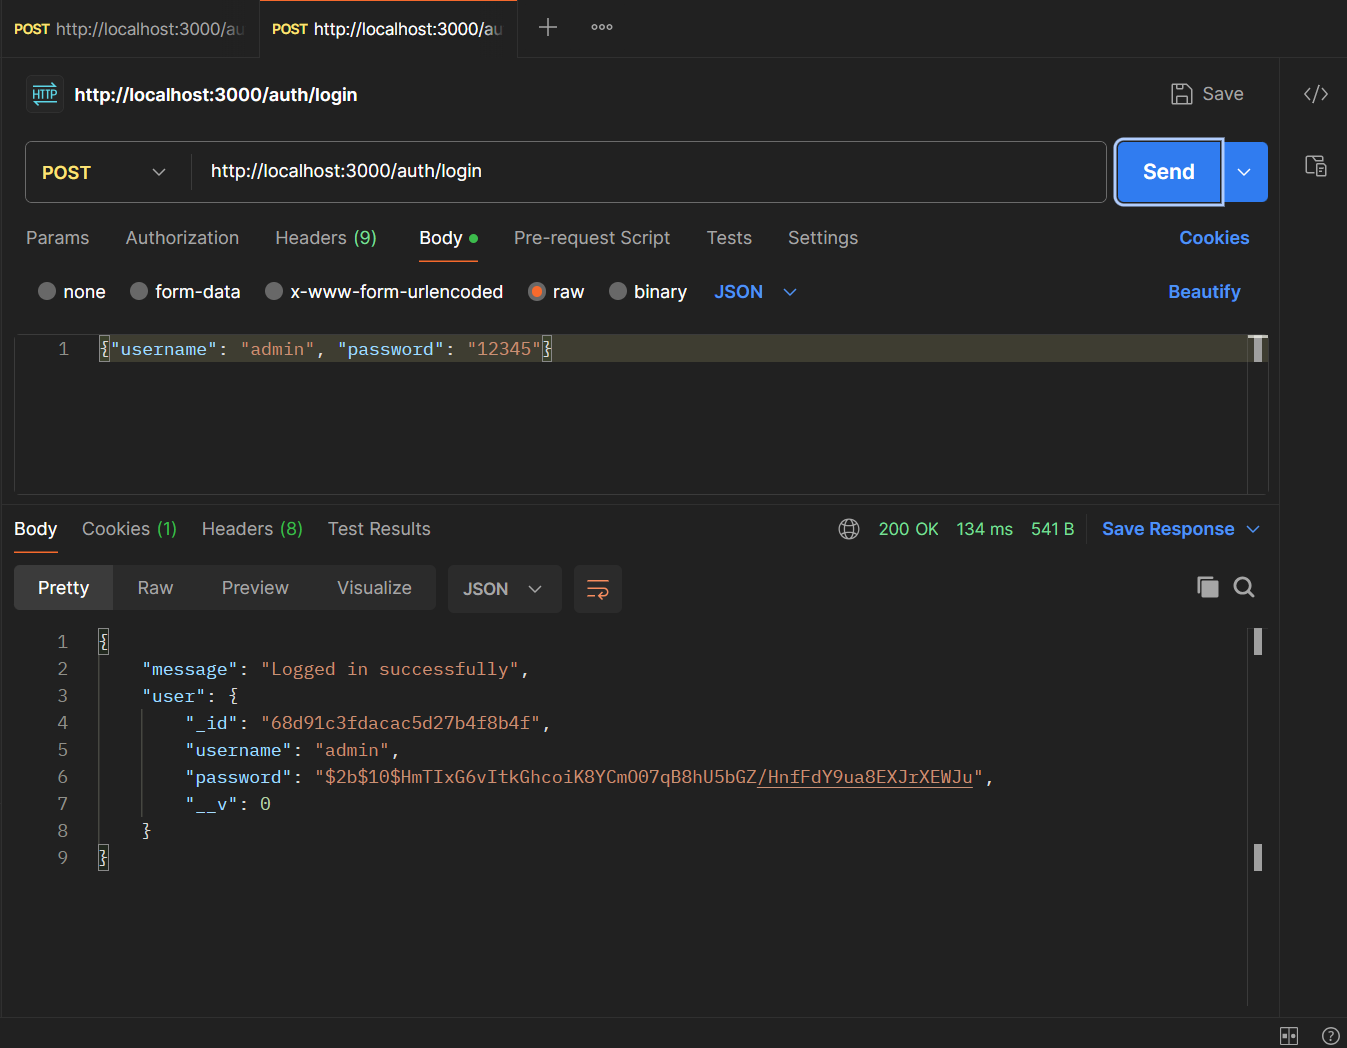 POST http://localhost:3000/au POST http://localhost:3000/au
HTTP http://localhost:3000/auth/login Save
POST http://localhost:3000/auth/login Send
Params Authorization Headers (9) Body Pre-request Script Tests Settings Cookies
none form-data x-www-form-urlencoded raw binary JSON Beautify
1 {"username": "admin", "password": "12345"}
Body Cookies (1) Headers (8) Test Results 200 OK 134 ms 541 B Save Response
Pretty Raw Preview Visualize JSON
1 {
2 "message": "Logged in successfully",
3 "user": {
4 "_id": "68d91c3fdacac5d27b4f8b4f",
5 "username": "admin",
6 "password": "$2b$10$HmTIxG6vItkGhcoiK8YCmO07qB8hU5bGZ/HnfFdY9ua8EXJrXEWJu",
7 "__v": 0
8 }
9 }